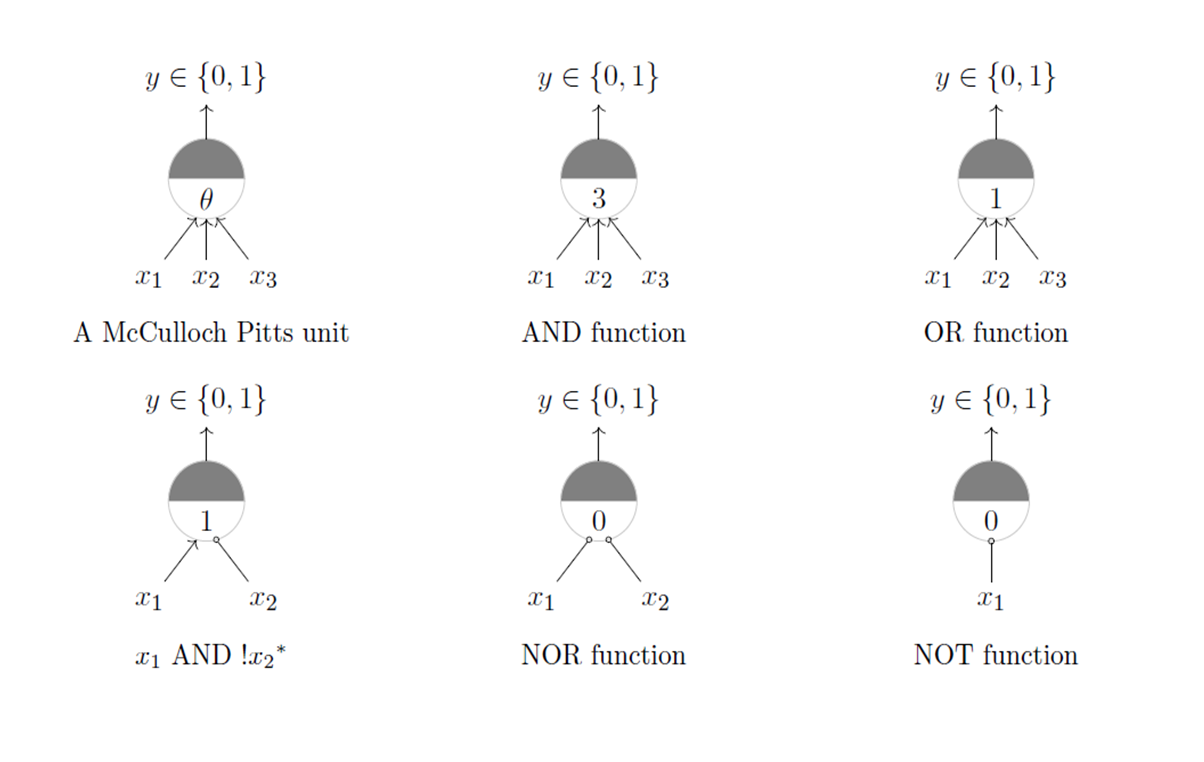 y ∈ {0, 1} y ∈ {0, 1} y ∈ {0, 1}
θ 3 1
x1 x2 x3 x1 x2 x3 x1 x2 x3
A McCulloch Pitts unit AND function OR function
y ∈ {0, 1} y ∈ {0, 1} y ∈ {0, 1}
1 0 0
x1 x2 x1 x2 x1
x1 AND !x2* NOR function NOT function